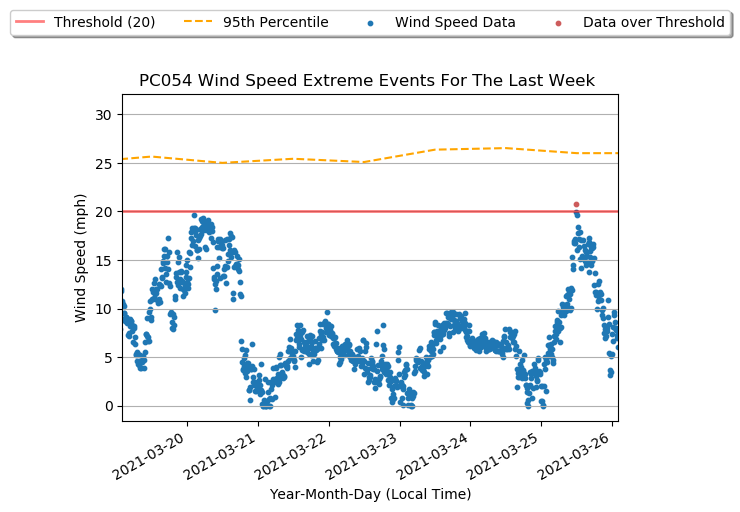 Threshold (20) 95th Percentile Wind Speed Data Data over Threshold
PC054 Wind Speed Extreme Events For The Last Week
30
25
20
15
10
5
0
Wind Speed (mph)
2021-03-20 2021-03-21 2021-03-22 2021-03-23 2021-03-24 2021-03-25 2021-03-26
Year-Month-Day (Local Time)